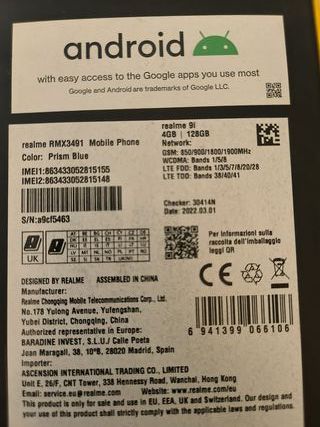 android
with easy access to the Google apps you use most
Google and Android are trademarks of Google LLC.
realme RMX3491 Mobile Phone
Color: Prism Blue
IMEI1:863433052815155
IMEI2:863433052815148
S/N:a9cf5463
realme 9i
4GB | 128GB
Network:
GSM: 850/900/1800/1900MHz
WCDMA: Bands 1/5/8
LTE FDD: Bands 1/3/5/7/8/20/28
LTE TDD: Bands 38/40/41
Checker: 30414N
Date: 2022.03.01
UK
Per informazioni sulla
raccolta dell'imballaggio
leggi QR
CE
DESIGNED BY REALME ASSEMBLED IN CHINA
Manufacturer:
Realme Chongqing Mobile Telecommunications Corp., Ltd.
No.178 Yulong Avenue, Yufengshan,
Yubei District, Chongqing, China
Authorized representative in Europe:
BARADINE INVEST, S.L.U./ Calle Poeta
Joan Maragall, 38, 10ºB, 28020 Madrid, Spain
Importer:
ASCENSION INTERNATIONAL TRADING CO., LIMITED
Unit E, 26/F, CNT Tower, 338 Hennessy Road, Wanchai, Hong Kong
Email: service.eu@realme.com Website: www.realme.com/eu
This product is only for sale and use in EU, EEA, UK and Switzerland. Our design and
your use of this product shall strictly comply with the applicable laws and regulations.
6 941399 066106